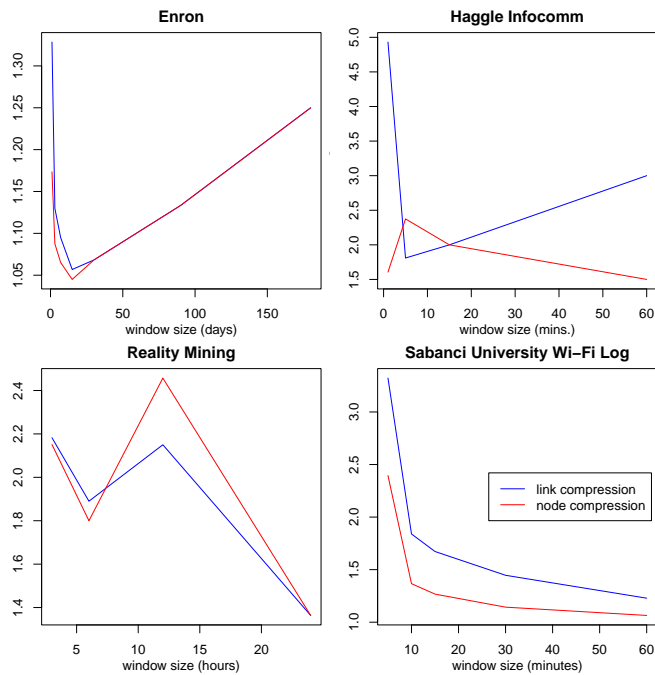 Enron
1.30
1.25
1.20
1.15
1.10
1.05
0 50 100 150
window size (days)
Haggle Infocomm
5.0
4.5
4.0
3.5
3.0
2.5
2.0
1.5
0 10 20 30 40 50 60
window size (mins.)
Reality Mining
2.4
2.2
2.0
1.8
1.6
1.4
5 10 15 20
window size (hours)
Sabanci University Wi−Fi Log
3.0
2.5
2.0
1.5
1.0
link compression
node compression
10 20 30 40 50 60
window size (minutes)